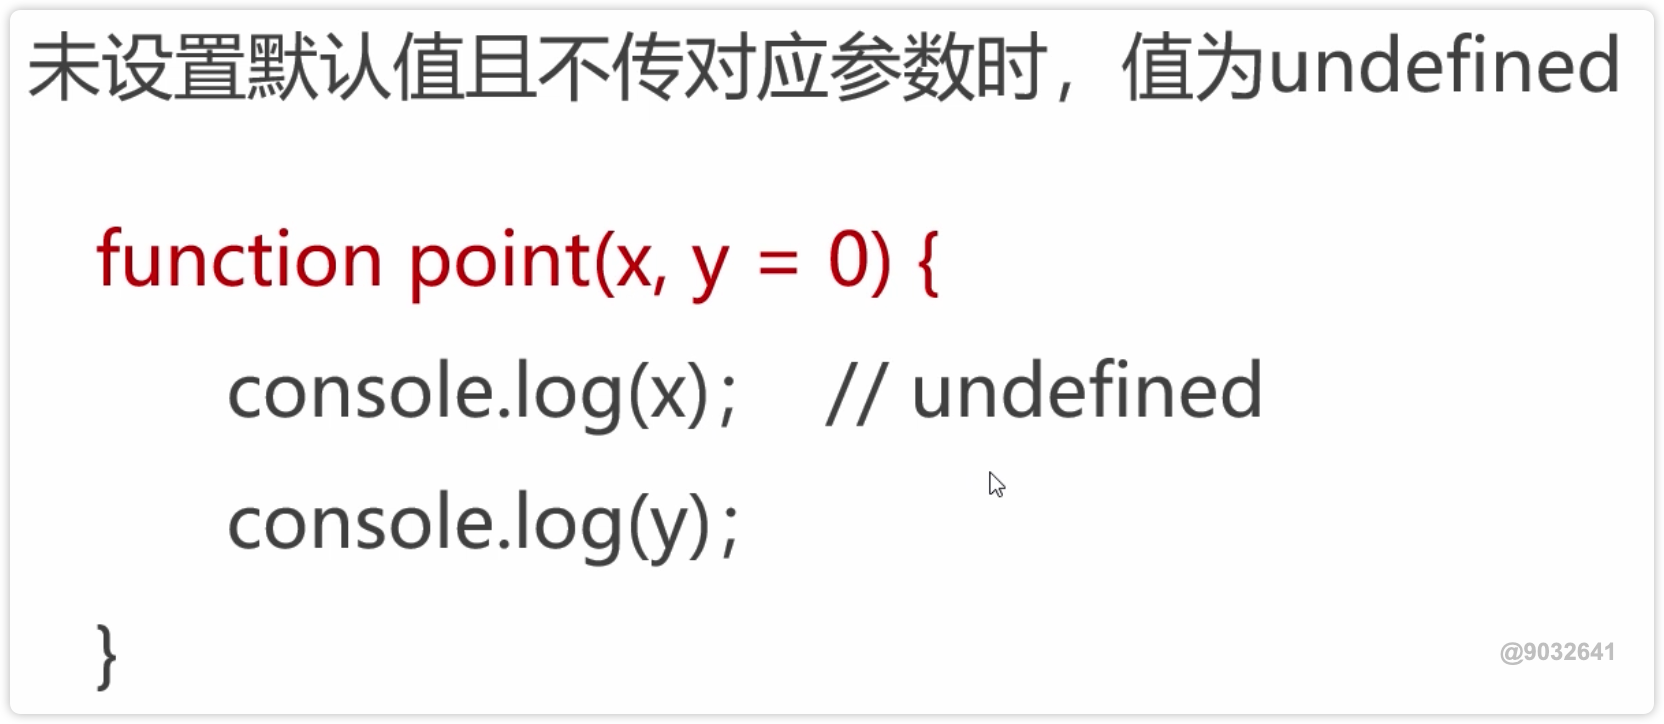 未设置默认值且不传对应参数时，值为undefined
function point(x, y = 0) {
console.log(x);    // undefined
console.log(y);
}
@9032641